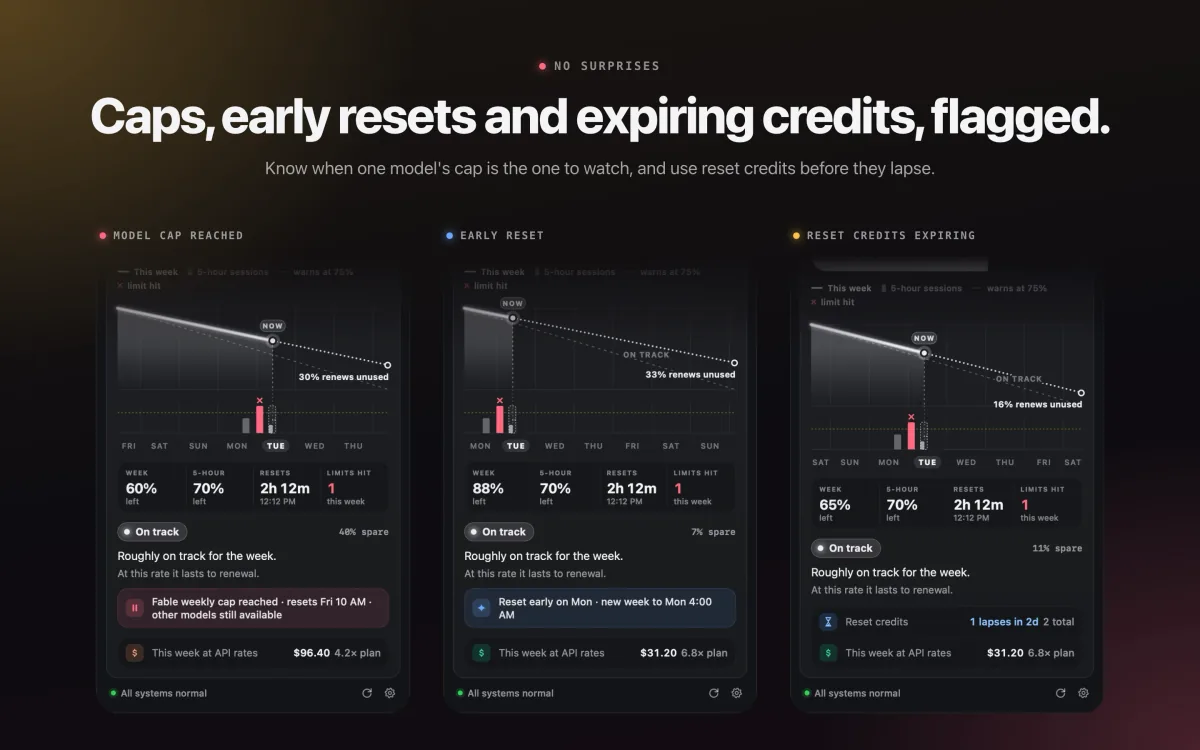 NO SURPRISES
Caps, early resets and expiring credits, flagged.
Know when one model's cap is the one to watch, and use reset credits before they lapse.
MODEL CAP REACHED
This week 5-hour sessions warns at 75%
× limit hit
NOW
30% renews unused
×
FRI SAT SUN MON TUE WED THU
WEEK 5-HOUR RESETS LIMITS HIT
60% 70% 2h 12m 1
left left 12:12 PM this week
On track 40% spare
Roughly on track for the week.
At this rate it lasts to renewal.
Fable weekly cap reached · resets Fri 10 AM ·
other models still available
$ This week at API rates $96.40 4.2× plan
All systems normal
EARLY RESET
This week 5-hour sessions warns at 75%
× limit hit
NOW
ON TRACK
33% renews unused
×
MON TUE WED THU FRI SAT SUN
WEEK 5-HOUR RESETS LIMITS HIT
88% 70% 2h 12m 1
left left 12:12 PM this week
On track 7% spare
Roughly on track for the week.
At this rate it lasts to renewal.
Reset early on Mon · new week to Mon 4:00
AM
$ This week at API rates $31.20 6.8× plan
All systems normal
RESET CREDITS EXPIRING
This week 5-hour sessions warns at 75%
× limit hit
NOW
ON TRACK
16% renews unused
×
SAT SUN MON TUE WED THU FRI SAT
WEEK 5-HOUR RESETS LIMITS HIT
65% 70% 2h 12m 1
left left 12:12 PM this week
On track 11% spare
Roughly on track for the week.
At this rate it lasts to renewal.
Reset credits 1 lapses in 2d 2 total
$ This week at API rates $31.20 6.8× plan
All systems normal